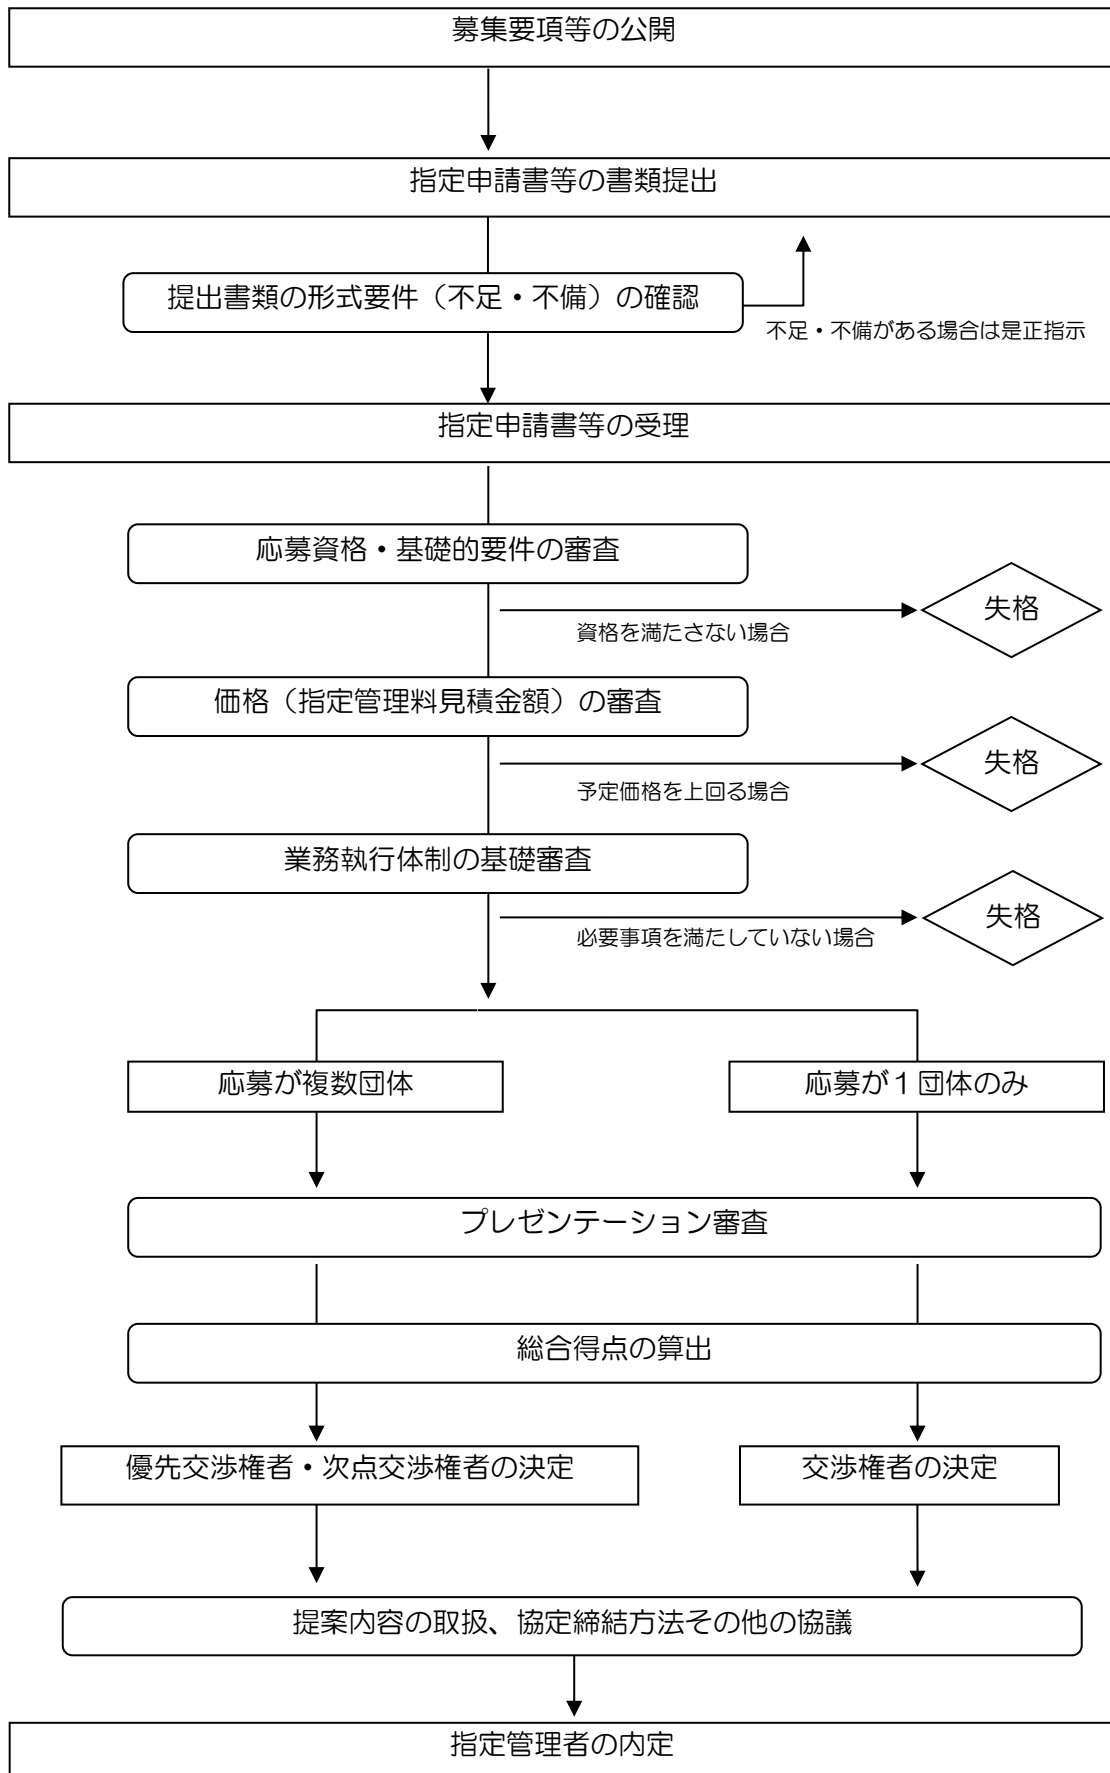 募集要項等の公開
指定申請書等の書類提出
提出書類の形式要件（不足・不備）の確認
不足・不備がある場合は是正指示
指定申請書等の受理
応募資格・基礎的要件の審査
失格
資格を満たさない場合
価格（指定管理料見積金額）の審査
失格
予定価格を上回る場合
業務執行体制の基礎審査
失格
必要事項を満たしていない場合
応募が複数団体
応募が１団体のみ
プレゼンテーション審査
総合得点の算出
優先交渉権者・次点交渉権者の決定
交渉権者の決定
提案内容の取扱、協定締結方法その他の協議
指定管理者の内定